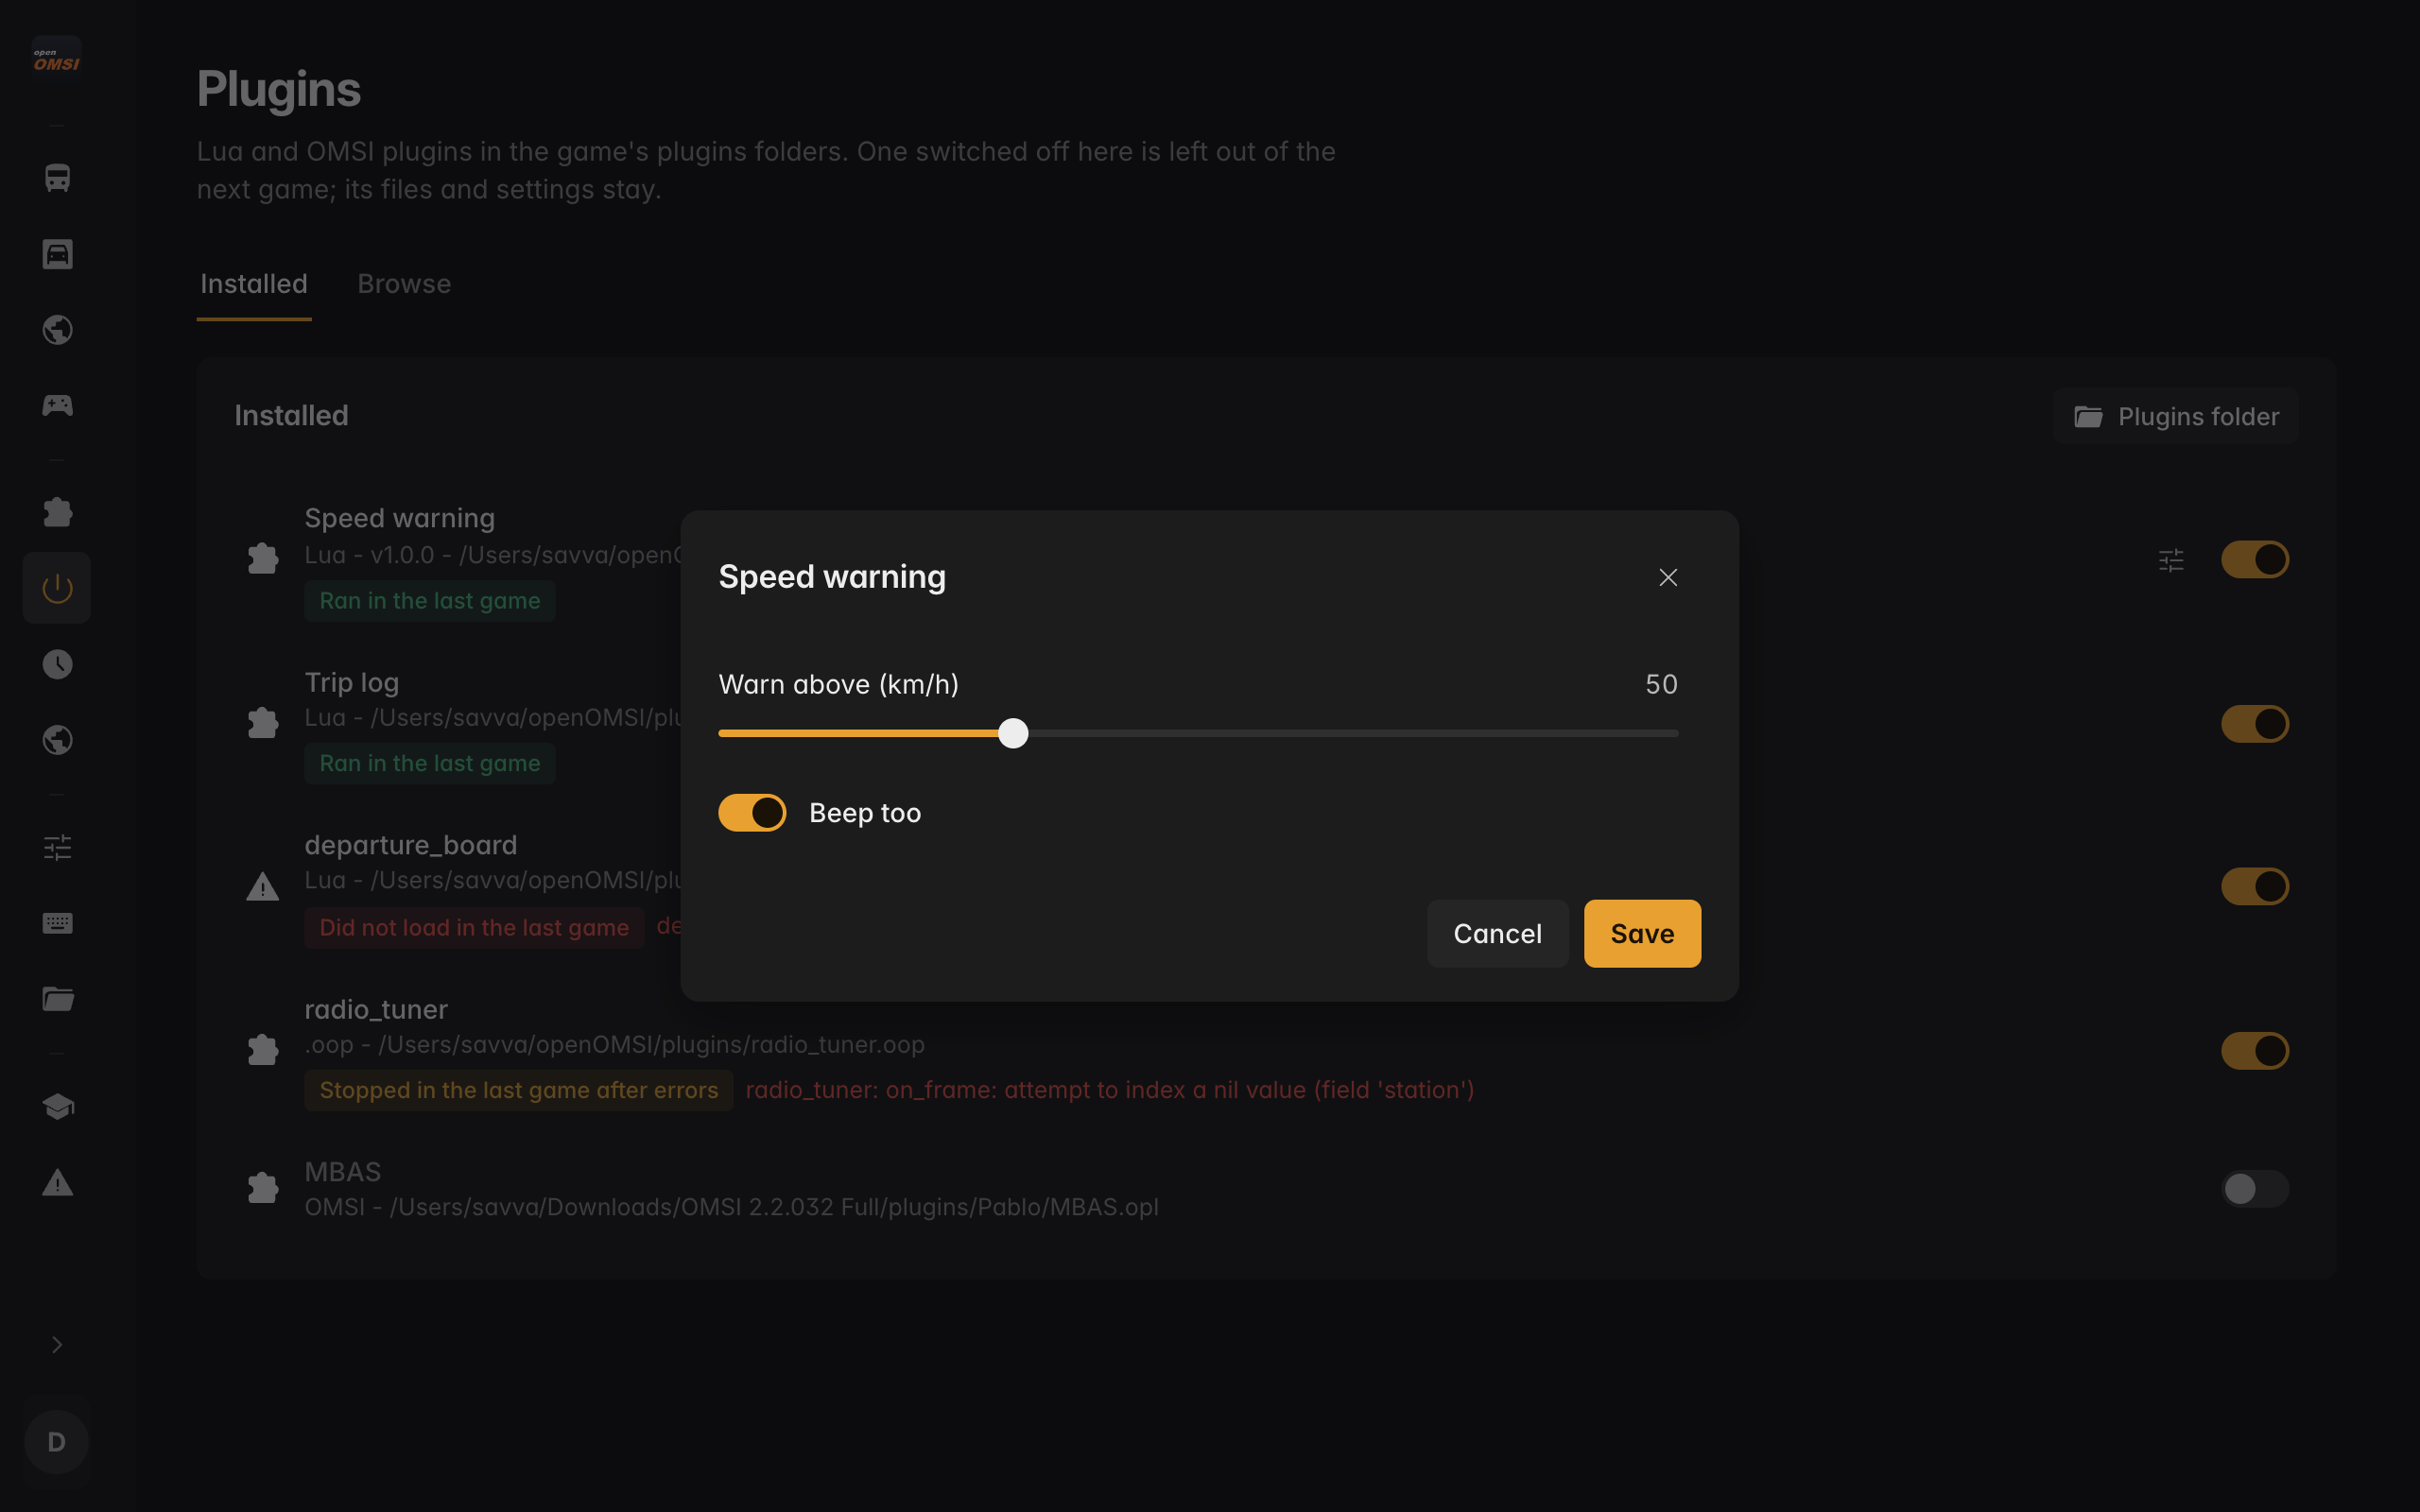 open
OMSI
Plugins
Lua and OMSI plugins in the game's plugins folders. One switched off here is left out of the
next game; its files and settings stay.
Installed
Browse
Installed
Plugins folder
Speed warning
Lua - v1.0.0 - /Users/savva/open
Ran in the last game
Trip log
Lua - /Users/savva/openOMSI/plu
Ran in the last game
departure_board
Lua - /Users/savva/openOMSI/plu
Did not load in the last game de
radio_tuner
.oop - /Users/savva/openOMSI/plugins/radio_tuner.oop
Stopped in the last game after errors radio_tuner: on_frame: attempt to index a nil value (field 'station')
MBAS
OMSI - /Users/savva/Downloads/OMSI 2.2.032 Full/plugins/Pablo/MBAS.opl
Speed warning
Warn above (km/h) 50
Beep too
Cancel
Save
D